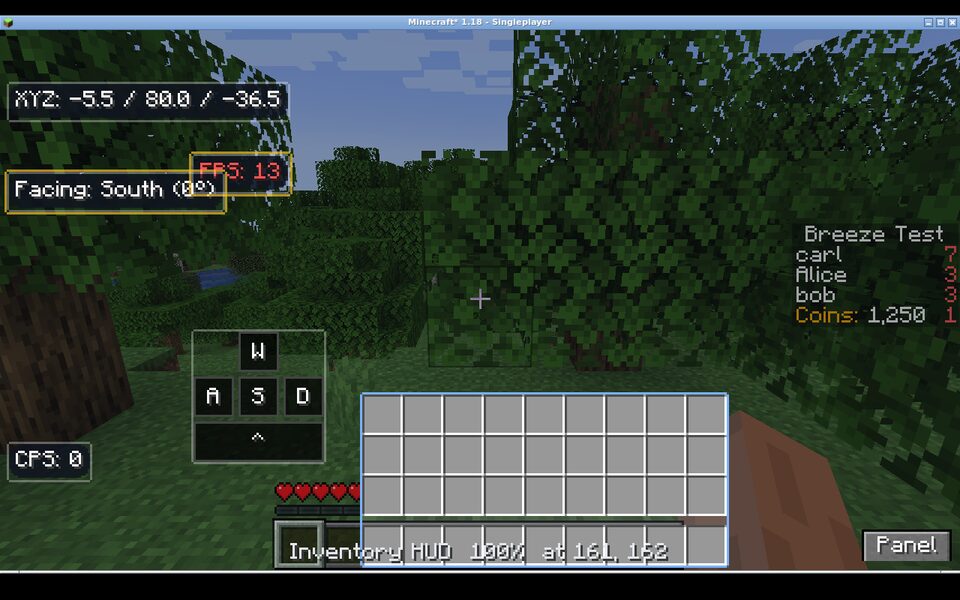 Minecraft* 1.18 - Singleplayer
XYZ: -5.5 / 80.0 / -36.5
FPS: 13
Facing: South (0°)
Breeze Test
carl 7
Alice 3
bob 3
Coins: 1,250 1
W
A S D
^
CPS: 0
Inventory HUD 100% at 161, 162
Panel